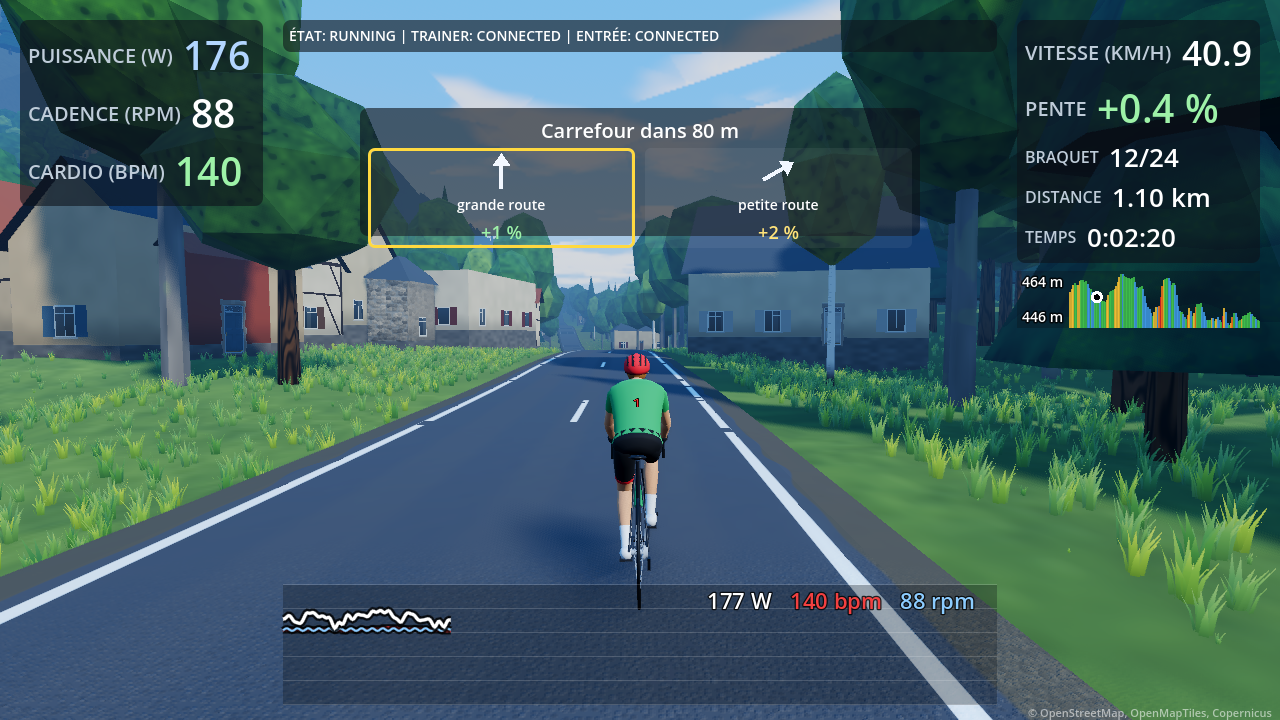 PUISSANCE (W) 176
CADENCE (RPM) 88
CARDIO (BPM) 140
ÉTAT: RUNNING | TRAINER: CONNECTED | ENTRÉE: CONNECTED
Carrefour dans 80 m
grande route
+1 %
petite route
+2 %
VITESSE (KM/H) 40.9
PENTE +0.4 %
BRAQUET 12/24
DISTANCE 1.10 km
TEMPS 0:02:20
464 m
446 m
1
177 W 140 bpm 88 rpm
© OpenStreetMap, OpenMapTiles, Copernicus